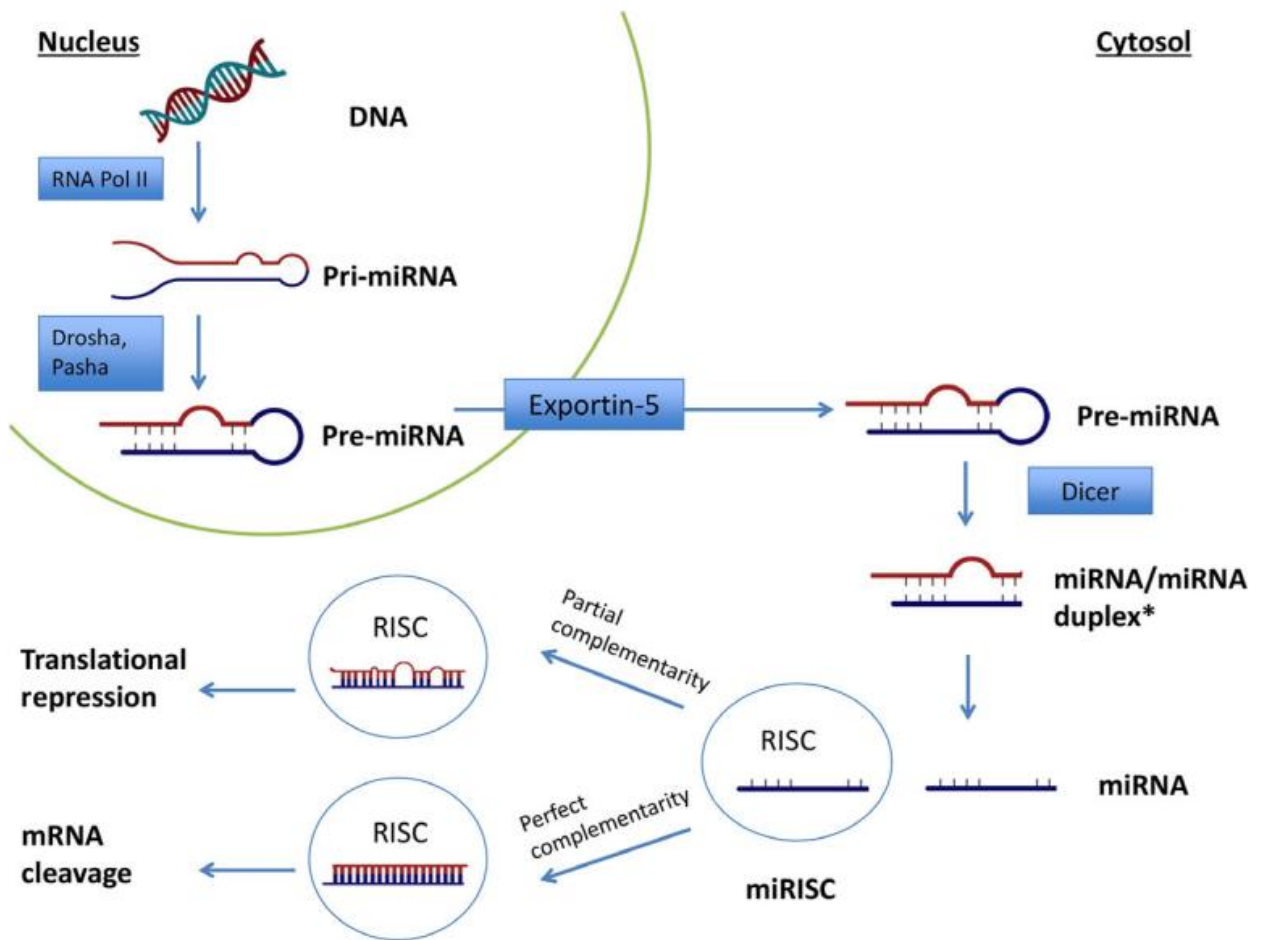 Nucleus
Cytosol
DNA
RNA Pol II
Pri-miRNA
Drosha,
Pasha
Pre-miRNA
Exportin-5
Pre-miRNA
Dicer
miRNA/miRNA
duplex*
Partial
complementarity
RISC
Translational
repression
RISC
miRNA
Perfect
complementarity
RISC
mRNA
cleavage
miRISC